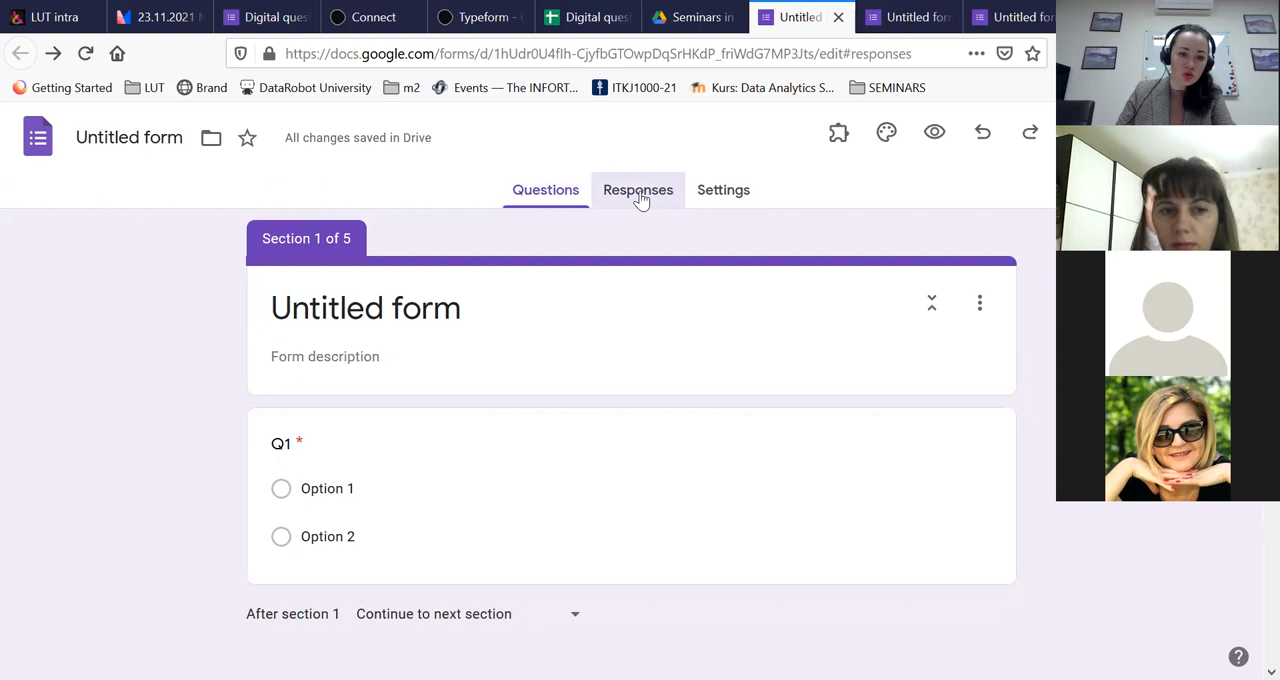 LUT intra
23.11.2021
Digital ques
Connect
Typeform -
Digital ques
Seminars in
Untitled
Untitled for
Untitled for
https://docs.google.com/forms/d/1hUdr0U4flh-CjyfbGTOwpDqSrHKdP_friWdG7MP3Jts/edit#responses
Getting Started
LUT
Brand
DataRobot University
m2
Events — The INFORT...
ITKJ1000-21
Kurs: Data Analytics S...
SEMINARS
Untitled form
All changes saved in Drive
Questions
Responses
Settings
Section 1 of 5
Untitled form
Form description
Q1 *
Option 1
Option 2
After section 1 Continue to next section